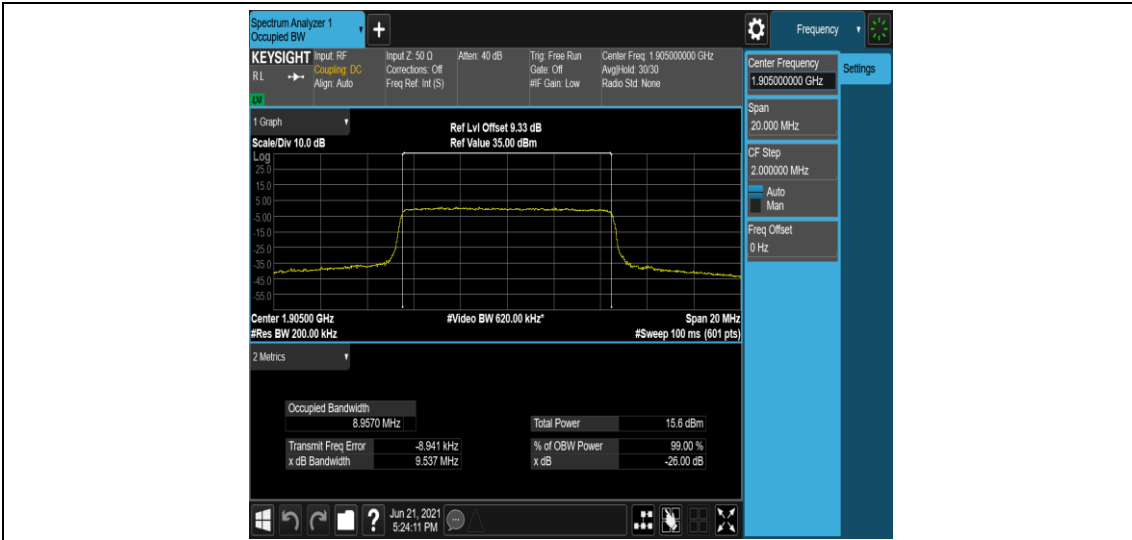 Spectrum Analyzer 1
Occupied BW
+
Frequency
KEYSIGHT Input: RF Input Z: 50 Ω Atten: 40 dB Trig: Free Run Center Freq: 1.905000000 GHz
RL Coupling: DC Corrections: Off Gate: Off Avg|Hold: 30/30
Align: Auto Freq Ref: Int (S) #IF Gain: Low Radio Std: None
LXI
Center Frequency
1.905000000 GHz
Settings
Span
20.000 MHz
CF Step
2.000000 MHz
Auto
Man
Freq Offset
0 Hz
1 Graph
Ref Lvl Offset 9.33 dB
Scale/Div 10.0 dB Ref Value 35.00 dBm
Log
25.0
15.0
5.00
-5.00
-15.0
-25.0
-35.0
-45.0
-55.0
Center 1.90500 GHz #Video BW 620.00 kHz* Span 20 MHz
#Res BW 200.00 kHz #Sweep 100 ms (601 pts)
2 Metrics
Occupied Bandwidth
8.9570 MHz Total Power 15.6 dBm
Transmit Freq Error -8.941 kHz % of OBW Power 99.00 %
x dB Bandwidth 9.537 MHz x dB -26.00 dB
?
Jun 21, 2021
5:24:11 PM